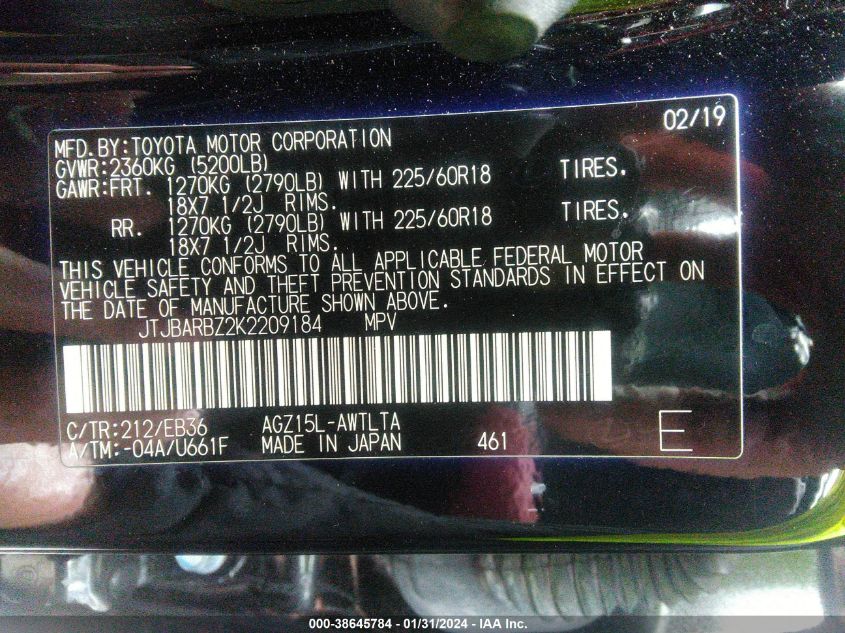 02/19
MFD.BY:TOYOTA MOTOR CORPORATION
GVWR:2360KG (5200LB)
GAWR:FRT. 1270KG (2790LB) WITH 225/60R18 TIRES.
18X7 1/2J RIMS.
RR. 1270KG (2790LB) WITH 225/60R18 TIRES.
18X7 1/2J RIMS.
THIS VEHICLE CONFORMS TO ALL APPLICABLE FEDERAL MOTOR
VEHICLE SAFETY AND THEFT PREVENTION STANDARDS IN EFFECT ON
THE DATE OF MANUFACTURE SHOWN ABOVE.
JTJBARBZ2K2209184 MPV
C/TR:212/EB36 AGZ15L-AWTLTA
A/TM:-04A/U661F MADE IN JAPAN 461 E
000-38645784 - 01/31/2024 - IAA Inc.